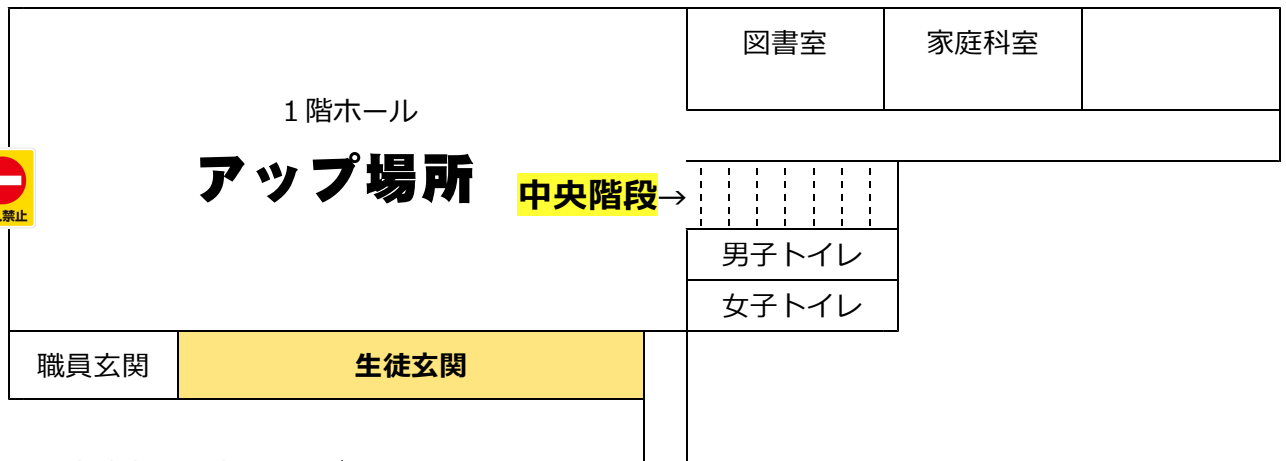 図書室
家庭科室
1階ホール
アップ場所
中央階段→
禁止
男子トイレ
女子トイレ
職員玄関
生徒玄関